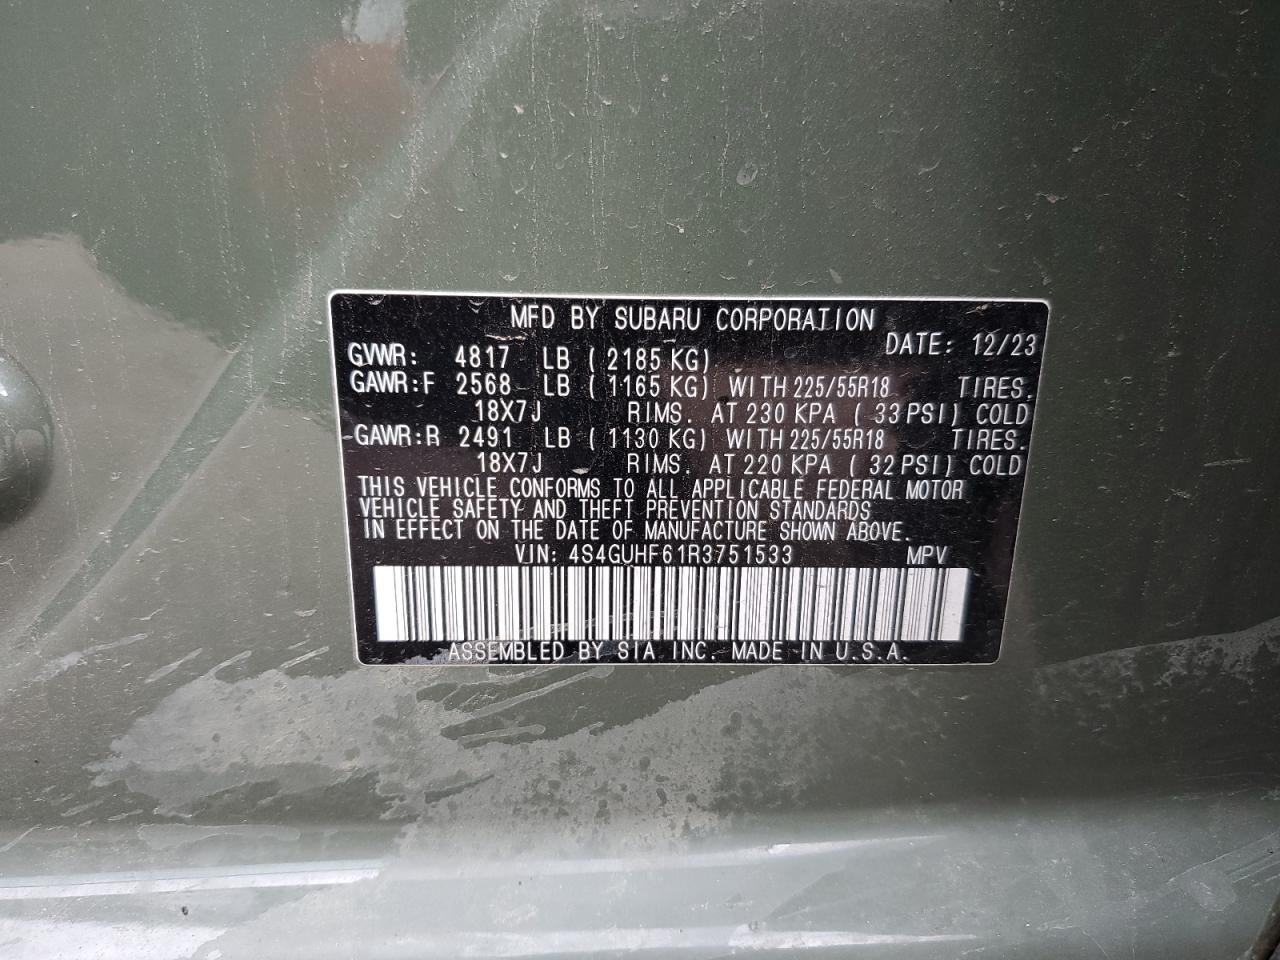 MFD BY SUBARU CORPORATION
DATE: 12/23
GVWR: 4817 LB ( 2185 KG)
GAWR:F 2568 LB ( 1165 KG) WITH 225/55R18 TIRES.
18X7J RIMS. AT 230 KPA ( 33 PSI) COLD
GAWR:R 2491 LB ( 1130 KG) WITH 225/55R18 TIRES.
18X7J RIMS. AT 220 KPA ( 32 PSI) COLD
THIS VEHICLE CONFORMS TO ALL APPLICABLE FEDERAL MOTOR
VEHICLE SAFETY AND THEFT PREVENTION STANDARDS
IN EFFECT ON THE DATE OF MANUFACTURE SHOWN ABOVE.
VIN: 4S4GUHF61R3751533 MPV
ASSEMBLED BY SIA INC. MADE IN U.S.A.